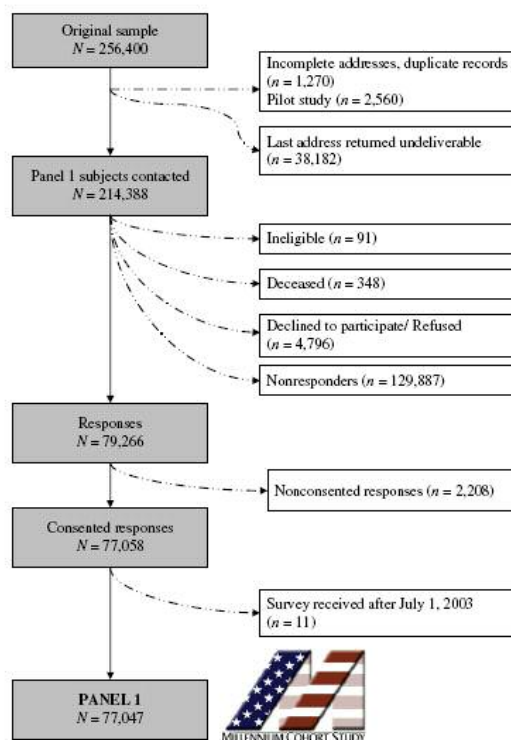 Original sample
N = 256,400
Incomplete addresses, duplicate records
(n = 1,270)
Pilot study (n = 2,560)
Last address returned undeliverable
(n = 38,182)
Panel 1 subjects contacted
N = 214,388
Ineligible (n = 91)
Deceased (n = 348)
Declined to participate/ Refused
(n = 4,796)
Nonresponders (n = 129,887)
Responses
N = 79,266
Nonconsented responses (n = 2,208)
Consented responses
N = 77,058
Survey received after July 1, 2003
(n = 11)
PANEL 1
N = 77,047
MILLENNIUM COHORT STUDY